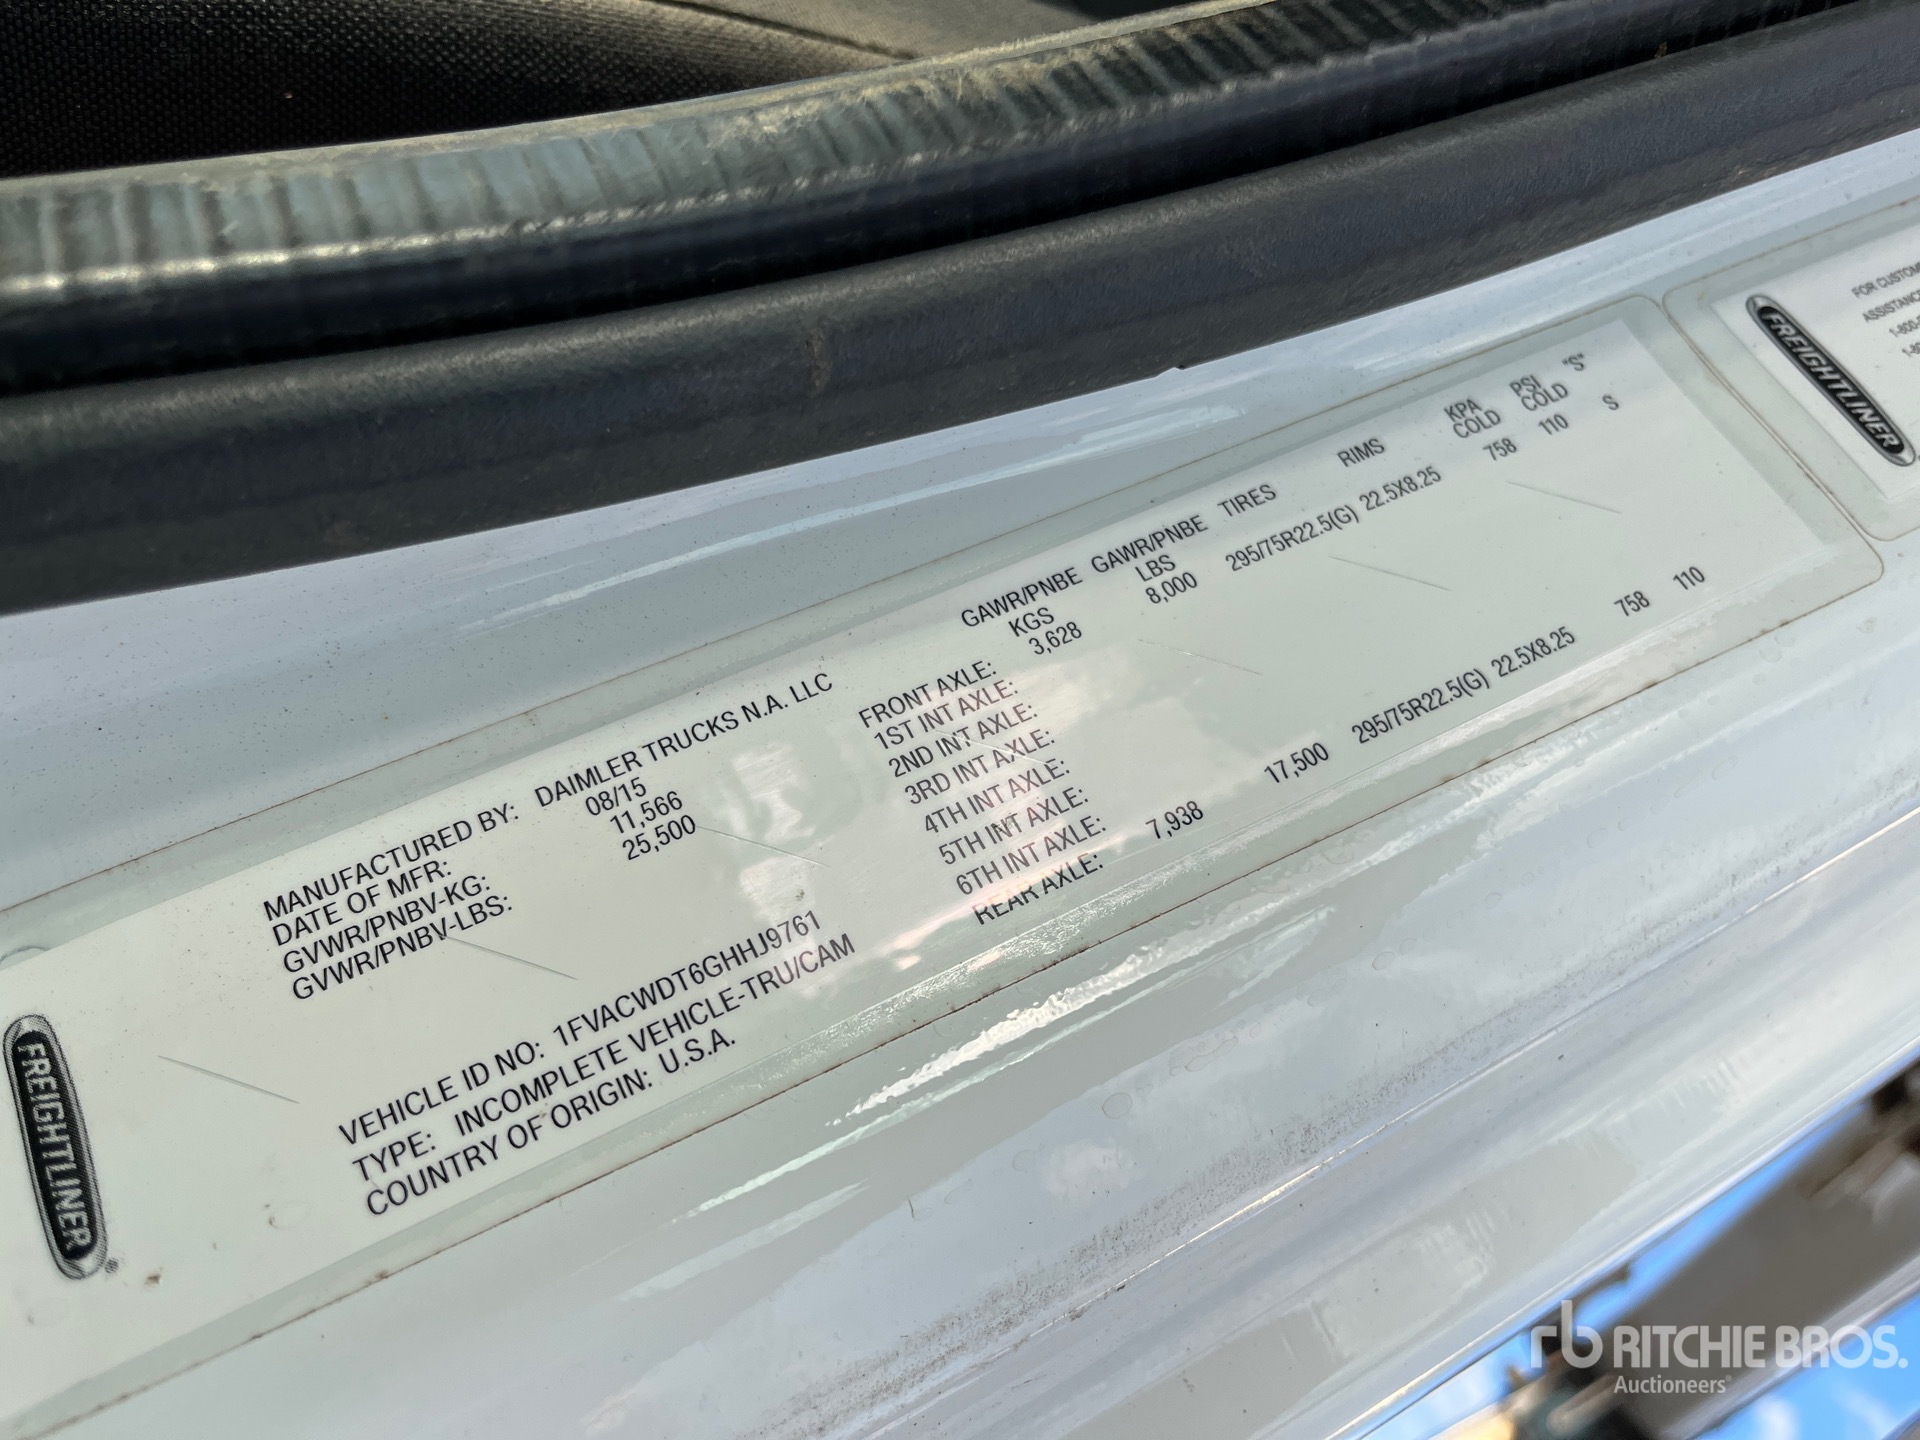 FREIGHTLINER®
MANUFACTURED BY: DAIMLER TRUCKS N.A. LLC
DATE OF MFR: 08/15
GVWR/PNBV-KG: 11,566
GVWR/PNBV-LBS: 25,500
VEHICLE ID NO: 1FVACWDT6GHHJ9761
TYPE: INCOMPLETE VEHICLE-TRU/CAM
COUNTRY OF ORIGIN: U.S.A.
GAWR/PNBE GAWR/PNBE TIRES RIMS KPA PSI "S"
KGS LBS COLD COLD
FRONT AXLE: 3,628 8,000 295/75R22.5(G) 22.5X8.25 758 110 S
1ST INT AXLE:
2ND INT AXLE:
3RD INT AXLE:
4TH INT AXLE:
5TH INT AXLE:
6TH INT AXLE:
REAR AXLE: 7,938 17,500 295/75R22.5(G) 22.5X8.25 758 110
FREIGHTLINER
FOR CUSTOME
ASSISTANCE
1-800-
rb RITCHIE BROS.
Auctioneers